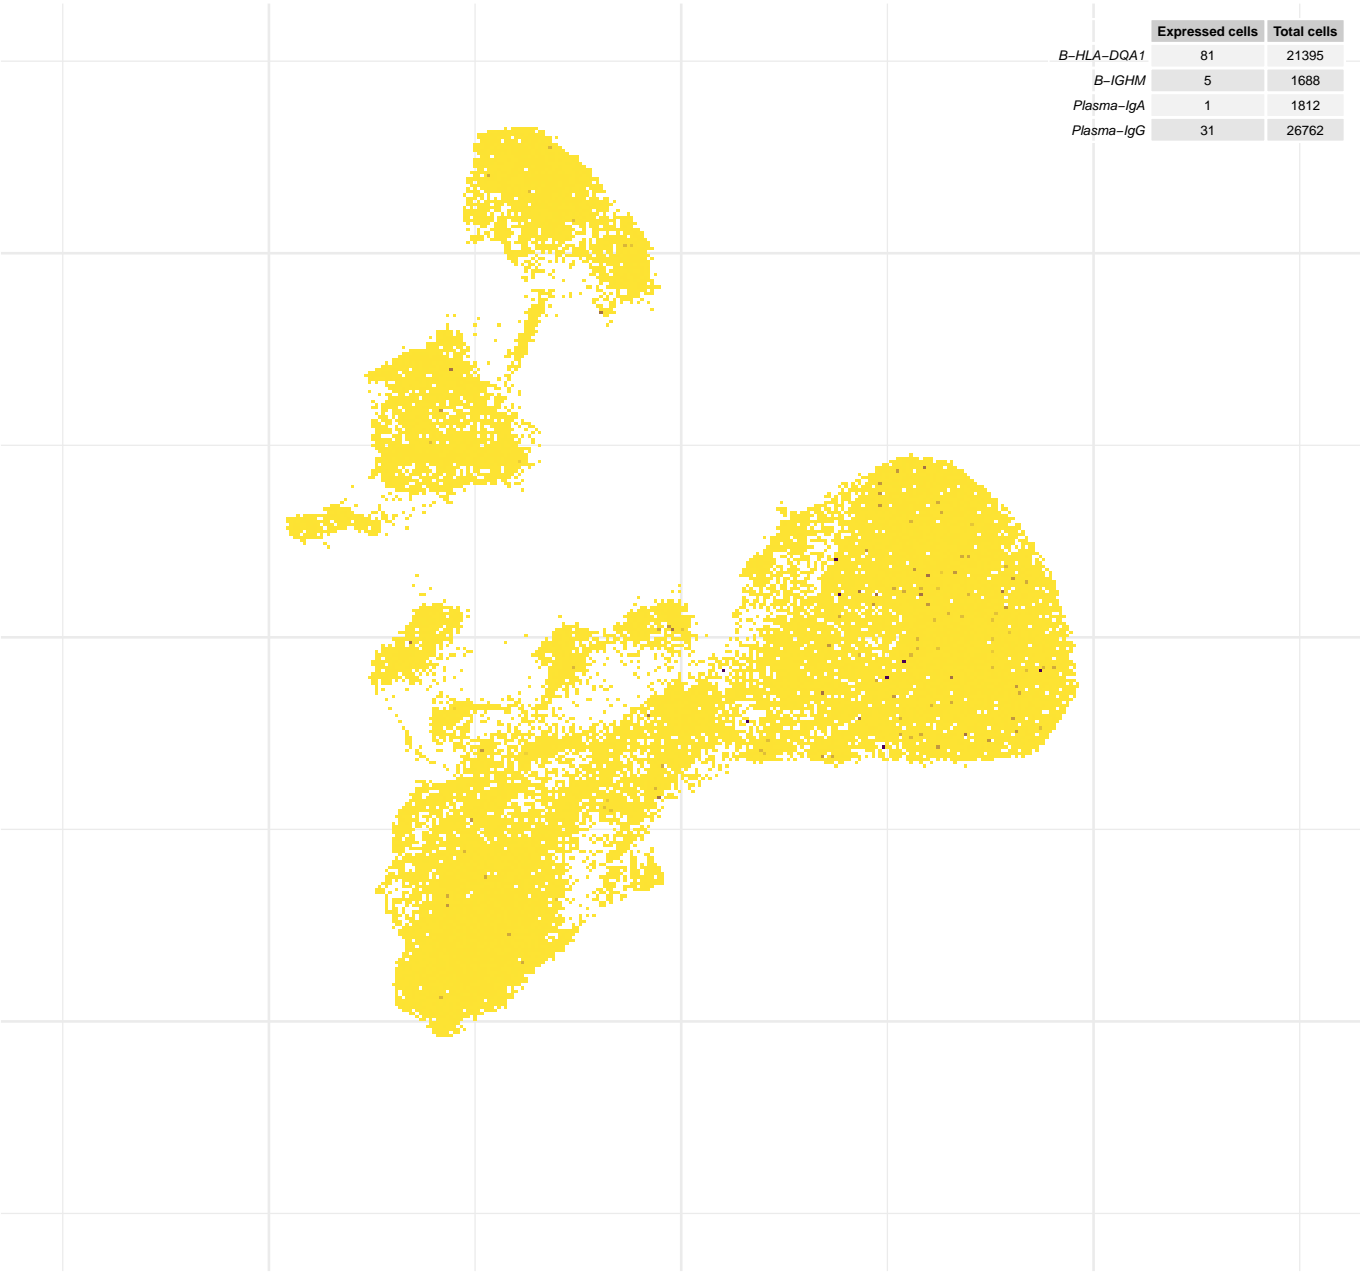 Expressed cells Total cells
B−HLA−DQA1 81 21395
B−IGHM 5 1688
Plasma−IgA 1 1812
Plasma−IgG 31 26762